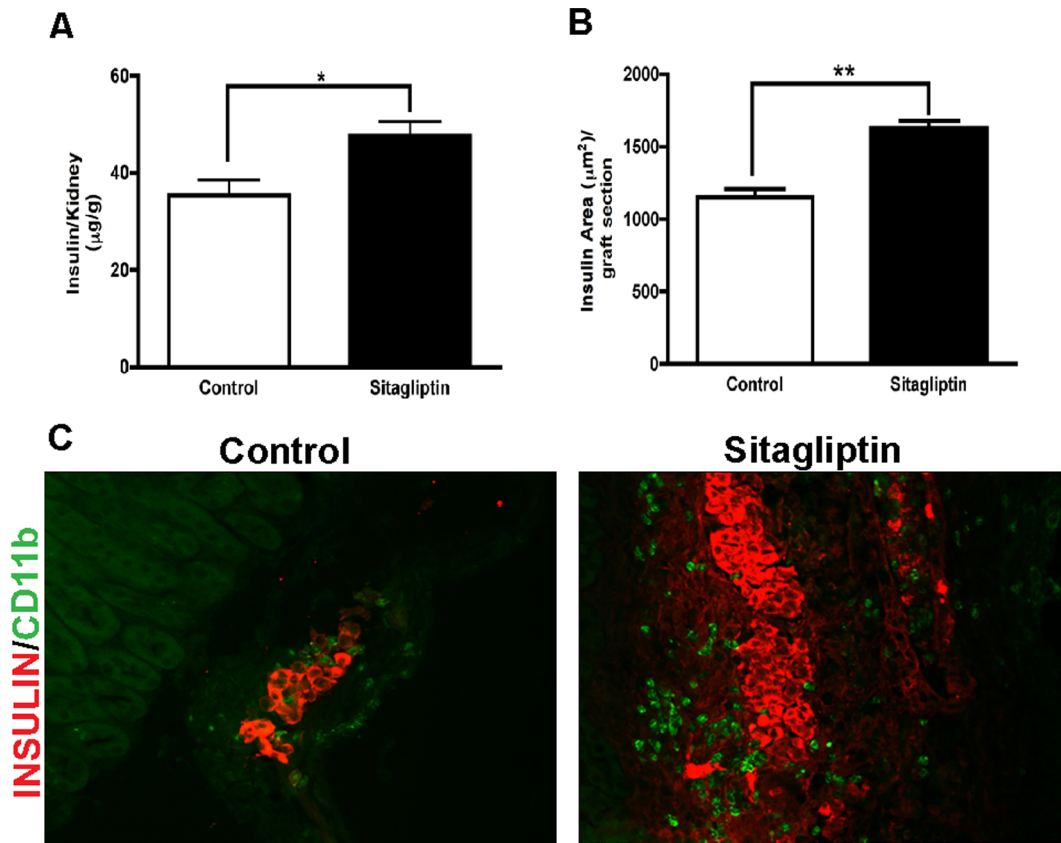 A
60
40
20
0
Insulin/Kidney
(µg/g)
*
Control
Sitagliptin
B
2000
1500
1000
500
0
Insulin Area (µm²)/
graft section
**
Control
Sitagliptin
C
Control
Sitagliptin
INSULIN/CD11b